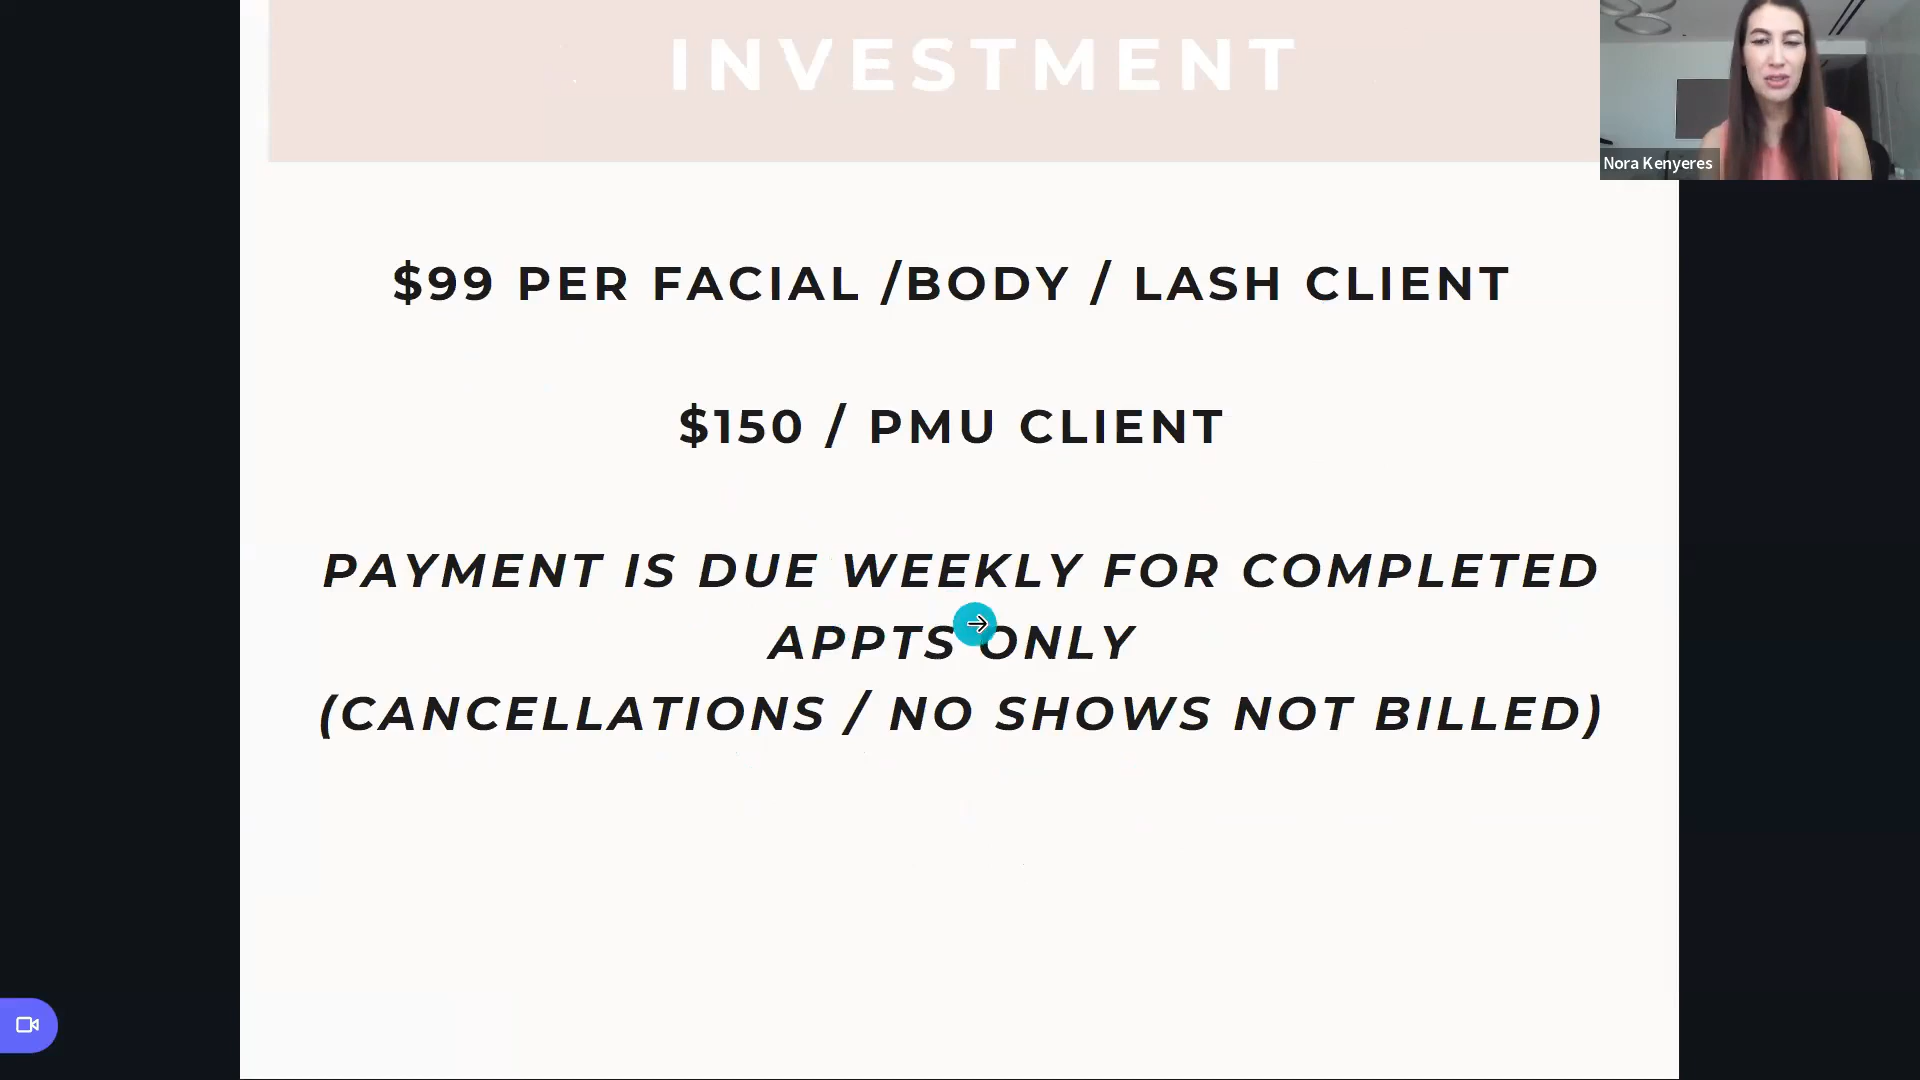 INVESTMENT
Nora Kenyeres
$99 PER FACIAL /BODY / LASH CLIENT
$150 / PMU CLIENT
PAYMENT IS DUE WEEKLY FOR COMPLETED
APPTS ONLY
(CANCELLATIONS / NO SHOWS NOT BILLED)